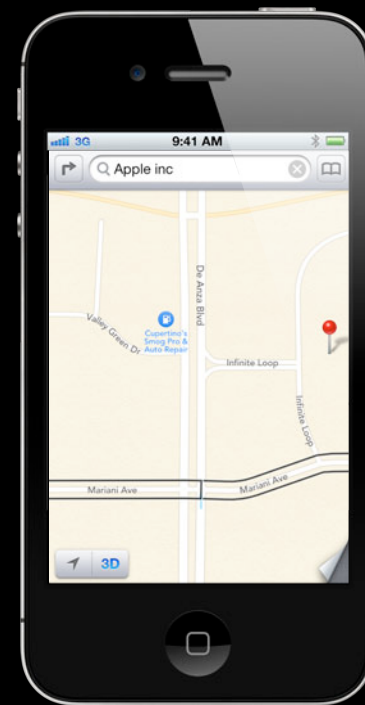 3G 9:41 AM
Apple inc
De Anza Blvd
Valley Green Dr
Cupertino's
Smog Pro &
Auto Repair
Infinite Loop
Infinite Loop
Mariani Ave
Mariani Ave
3D